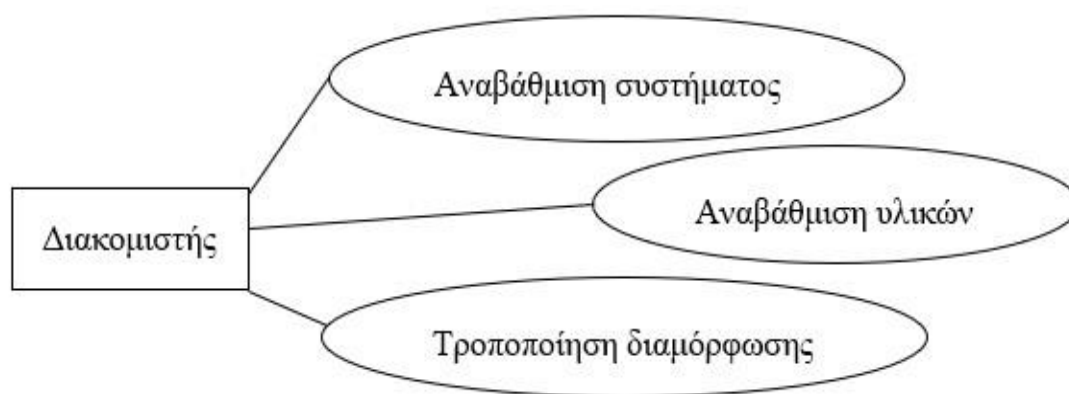 Αναβάθμιση συστήματος
Αναβάθμιση υλικών
Διακομιστής
Τροποποίηση διαμόρφωσης